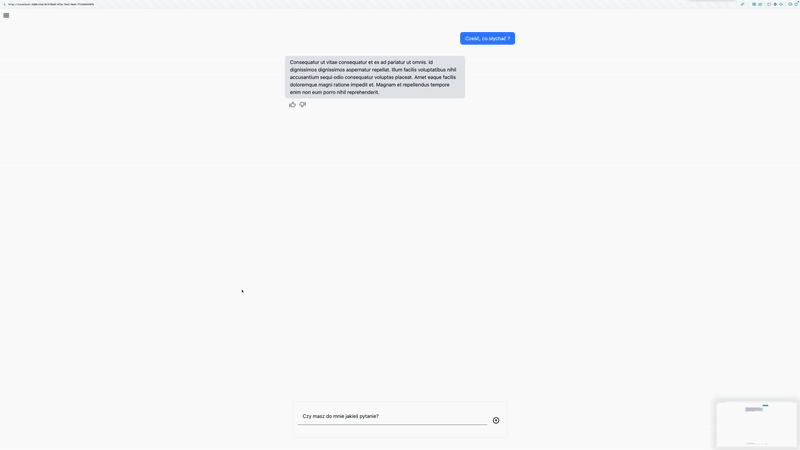 Cześć, co słychać ?
Consequatur ut vitae consequatur et ex ad pariatur ut omnis. Id
dignissimos dignissimos aspernatur repellat. Illum facilis voluptatibus nihil
accusantium sequi odio consequatur voluptas placeat. Amet eaque facilis
doloremque magni ratione impedit et. Magnam et repellendus tempore
enim non eum porro nihil reprehenderit.
Czy masz do mnie jakieś pytanie?